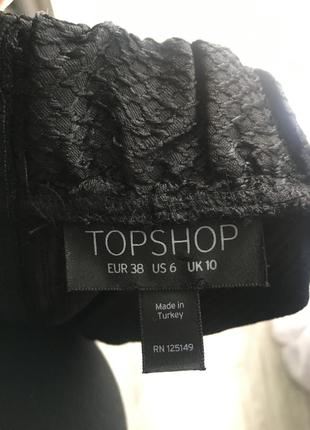 TOPSHOP
EUR 38 US 6 UK 10
Made in
Turkey
RN 125149